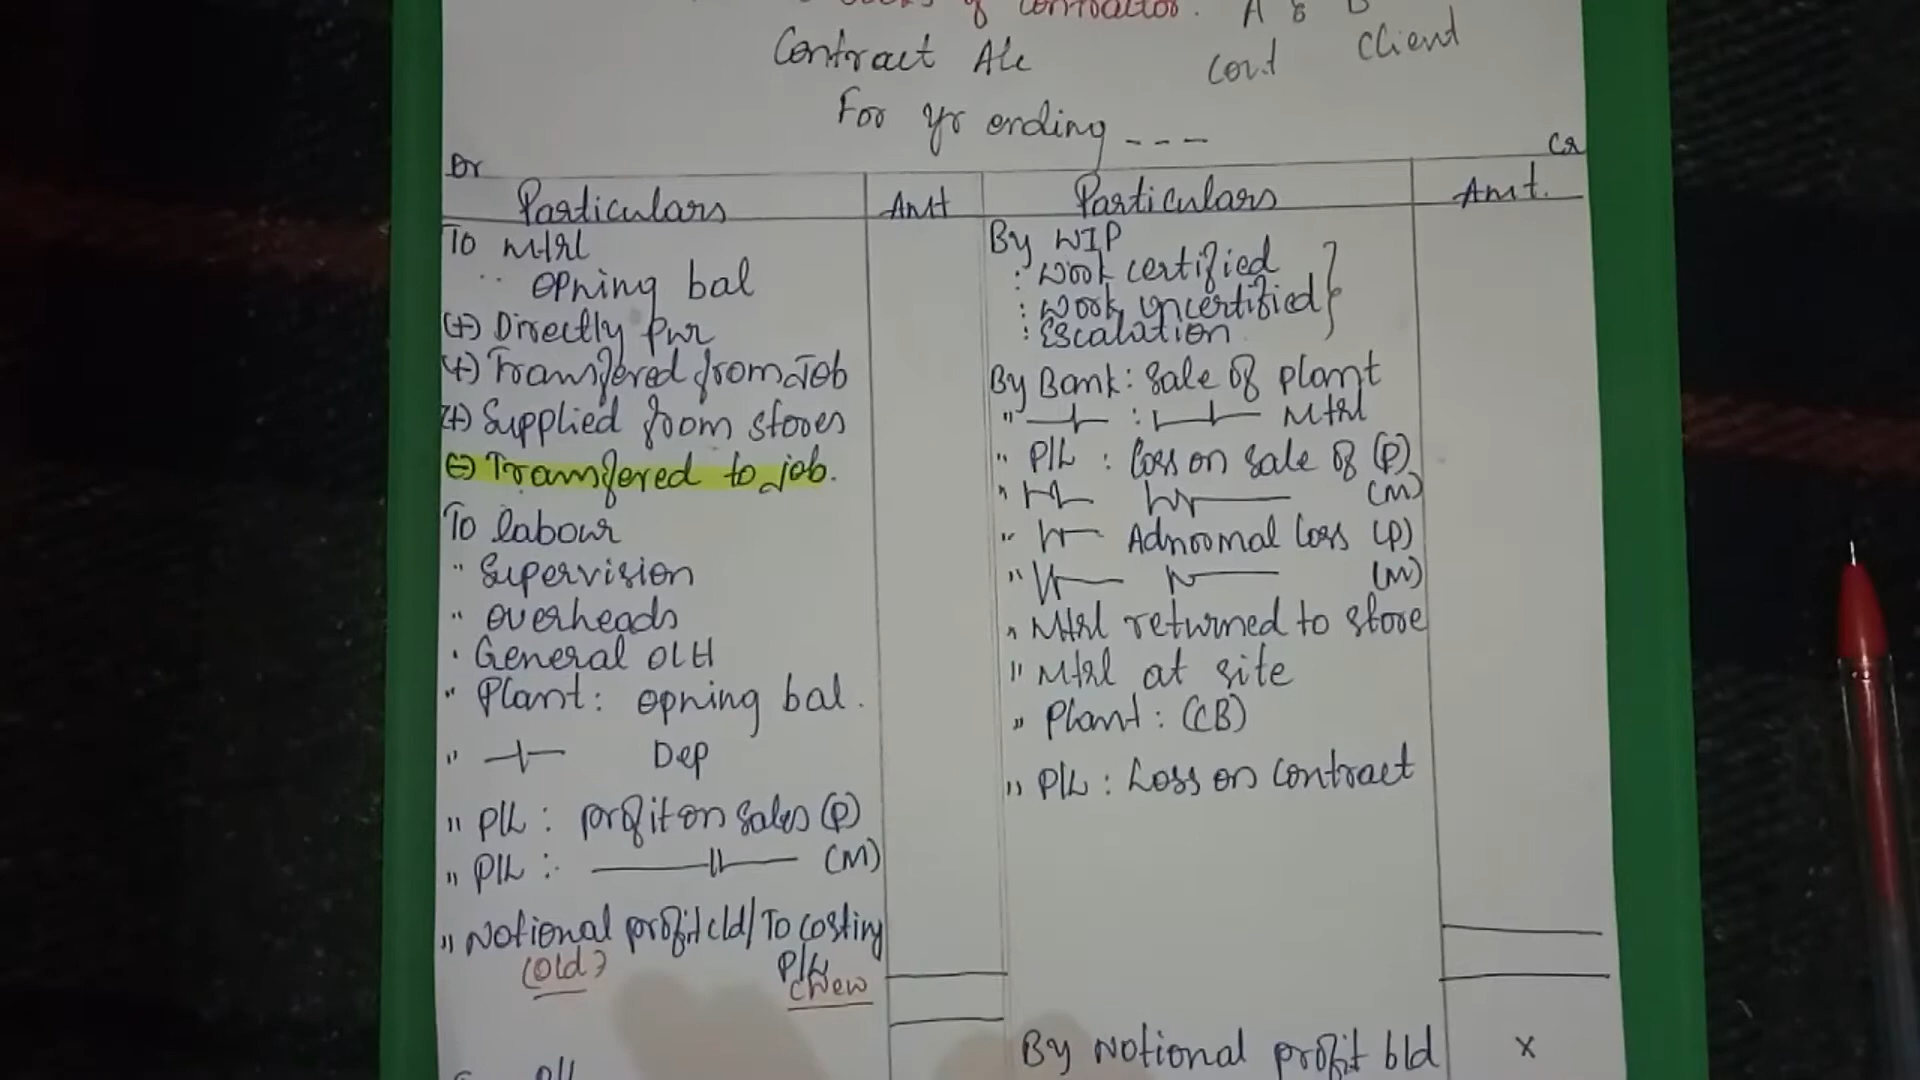 of contractor. A & B
Contract A/c Cont Client
For yr ending ---
Dr Cr
Particulars Amt Particulars Amt.
To Mtrl
opning bal
(+) Directly pur
(+) Transfered from Job
(+) Supplied from stores
(-) Transfered to job.
To labour
" Supervision
" overheads
" General O/H
" Plant: opning bal.
" Dep
" P/L: profit on sales (P)
" P/L: (M)
" Notional profit c/d / To costing
(Old) P/L
(New
By WIP
: Work certified
: Work uncertified
: Escalation
By Bank: Sale of plant
" : Mtrl
" P/L: loss on sale of (P)
" (M)
" Adnormal loss (P)
" (M)
" Mtrl returned to store
" Mtrl at site
" Plant: (CB)
" P/L: Loss on contract
By Notional profit b/d x